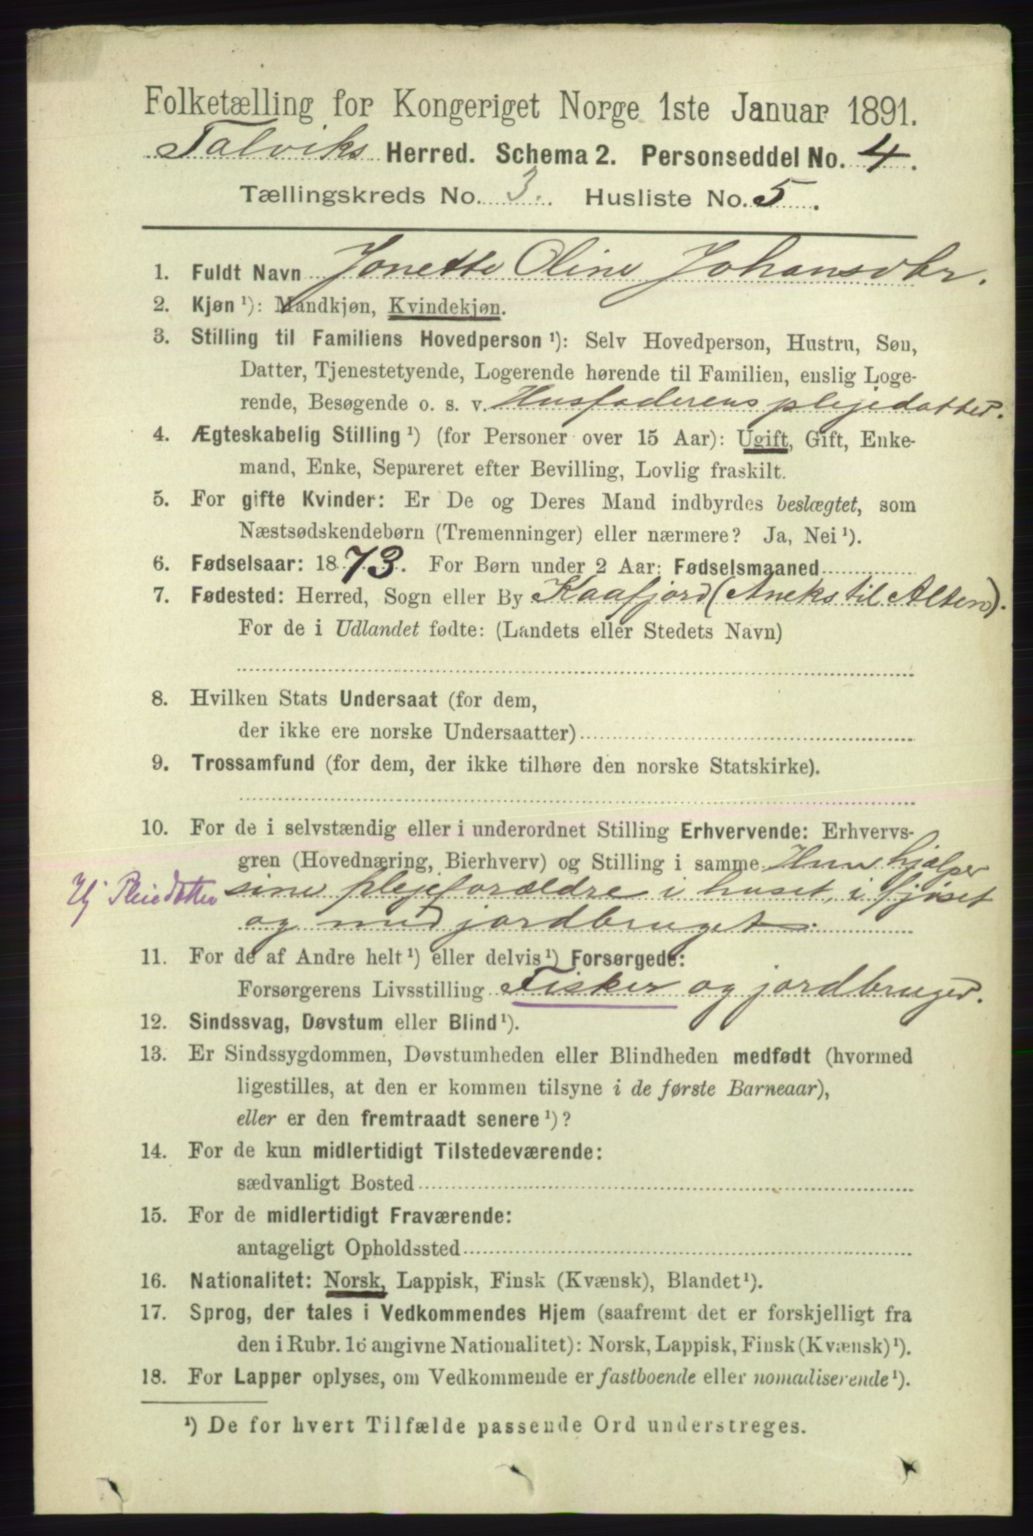 Folketælling for Kongeriget Norge 1ste Januar 1891.
Talviks Herred. Schema 2. Personseddel No. 4.
Tællingskreds No. 3. Husliste No. 5.
1. Fuldt Navn Jonette Oline Johansdtr.
2. Kjøn ¹): Mandkjøn, Kvindekjøn.
3. Stilling til Familiens Hovedperson ¹): Selv Hovedperson, Hustru, Søn,
Datter, Tjenestetyende, Logerende hørende til Familien, enslig Loge-
rende, Besøgende o. s. v. Husfaderens plejedatter.
4. Ægteskabelig Stilling ¹) (for Personer over 15 Aar): Ugift, Gift, Enke-
mand, Enke, Separeret efter Bevilling, Lovlig fraskilt.
5. For gifte Kvinder: Er De og Deres Mand indbyrdes beslægtet, som
Næstsødskendebørn (Tremenninger) eller nærmere? Ja, Nei ¹).
6. Fødselsaar: 1873. For Børn under 2 Aar: Fødselsmaaned
7. Fødested: Herred, Sogn eller By Kaafjord (Aneks til Alten).
For de i Udlandet fødte: (Landets eller Stedets Navn)
8. Hvilken Stats Undersaat (for dem,
der ikke ere norske Undersaatter)
9. Trossamfund (for dem, der ikke tilhøre den norske Statskirke).
10. For de i selvstændig eller i underordnet Stilling Erhvervende: Erhvervs-
gren (Hovednæring, Bierhverv) og Stilling i samme Hun hjælper
Hj Pleiedatter sine plejeforældre i huset, i fjøset
og med jordbruget.
11. For de af Andre helt ¹) eller delvis ¹) Forsørgede:
Forsørgerens Livsstilling Fisker og jordbruger.
12. Sindssvag, Døvstum eller Blind ¹).
13. Er Sindssygdommen, Døvstumheden eller Blindheden medfødt (hvormed
ligestilles, at den er kommen tilsyne i de første Barneaar),
eller er den fremtraadt senere ¹)?
14. For de kun midlertidigt Tilstedeværende:
sædvanligt Bosted
15. For de midlertidigt Fraværende:
antageligt Opholdssted
16. Nationalitet: Norsk, Lappisk, Finsk (Kvænsk), Blandet ¹).
17. Sprog, der tales i Vedkommendes Hjem (saafremt det er forskjelligt fra
den i Rubr. 16 angivne Nationalitet): Norsk, Lappisk, Finsk (Kvænsk) ¹).
18. For Lapper oplyses, om Vedkommende er fastboende eller nomadiserende ¹).
¹) De for hvert Tilfælde passende Ord understreges.